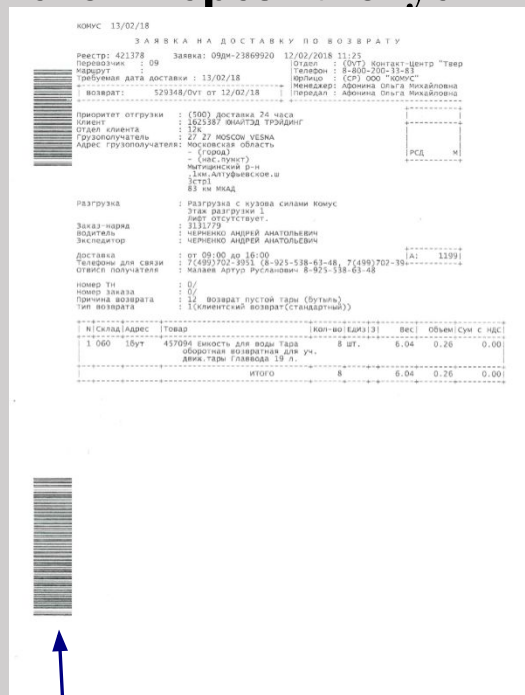 КОМУС 13/02/18
ЗАЯВКА НА ДОСТАВКУ ПО ВОЗВРАТУ
Реестр: 421378 Заявка: 09ДМ-23869920 12/02/2018 11:25
Перевозчик : 09 |Отдел : (OVT) Контакт-Центр "Твер
Маршрут : |Телефон : 8-800-200-33-83
Требуемая дата доставки : 13/02/18 |Юрлицо : (СР) ООО "КОМУС"
|Менеджер: Афонина Ольга Михайловна
| Возврат: 529348/OVT от 12/02/18 | Передал : Афонина Ольга Михайловна
Приоритет отгрузки : (500) Доставка 24 часа
Клиент : 1625387 ЮНАЙТЭД ТРЭЙДИНГ
Отдел клиента : 12К
Грузополучатель : 27 27 MOSCOW_VESNA
Адрес грузополучателя: Московская область
- (город) |РСД М|
- (нас.пункт)
Мытищинский р-н
.1км.Алтуфьевское.ш
3стр1
83 км МКАД
Разгрузка : Разгрузка с кузова силами Комус
Этаж разгрузки 1
Лифт отсутствует.
Заказ-наряд : 3131779
Водитель : ЧЕРНЕНКО АНДРЕЙ АНАТОЛЬЕВИЧ
Экспедитор : ЧЕРНЕНКО АНДРЕЙ АНАТОЛЬЕВИЧ
Доставка : от 09:00 до 16:00 |А: 1199|
Телефоны для связи : 7(499)702-3951 (8-925-538-63-48, 7(499)702-39
Отвисп получателя : Малаев Артур Русланович 8-925-538-63-48
Номер ТН : 0/
Номер заказа : 0/
Причина возврата : 12 Возврат пустой тары (бутыль)
Тип возврата : 1(Клиентский возврат(стандартный))
| N|Склад|Адрес |Товар |Кол-во|ЕдИз|З| Вес| Объем|Сум с НДС|
| 1 060 1бут 457094 Емкость для воды Тара 8 шт. 6.04 0.26 0.00|
оборотная возвратная для уч.
движ.тары Главвода 19 л.
| ИТОГО 8 6.04 0.26 0.00|